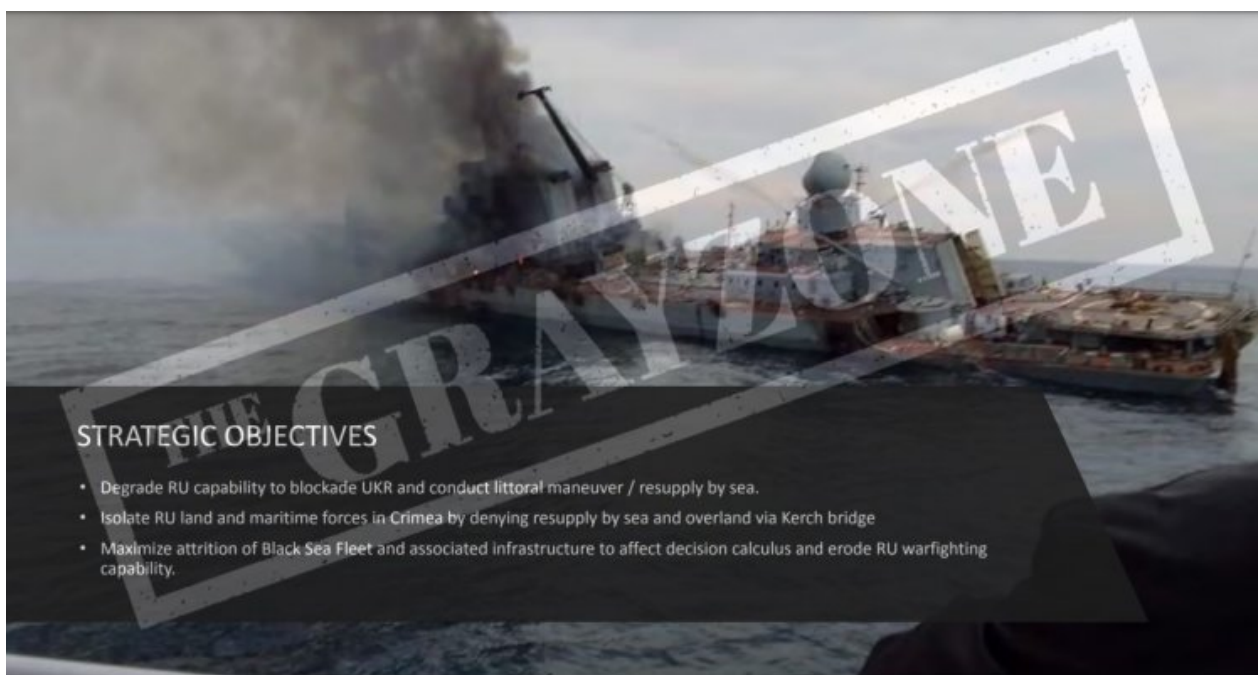 THE GRAYZONE
STRATEGIC OBJECTIVES
• Degrade RU capability to blockade UKR and conduct littoral maneuver / resupply by sea.
• Isolate RU land and maritime forces in Crimea by denying resupply by sea and overland via Kerch bridge
• Maximize attrition of Black Sea Fleet and associated infrastructure to affect decision calculus and erode RU warfighting
capability.